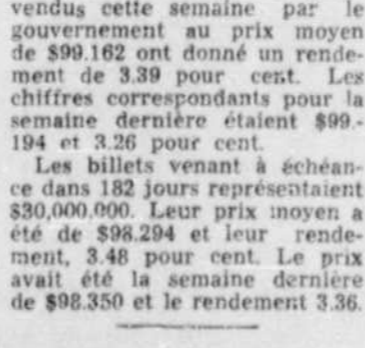 vendus cette semaine par le
gouvernement au prix moyen
de $99.162 ont donné un rende-
ment de 3.39 pour cent. Les
chiffres correspondants pour la
semaine dernière étaient $99.-
194 et 3.26 pour cent.
Les billets venant à échéan-
ce dans 182 jours représentaient
$30,000.000. Leur prix moyen a
été de $98.294 et leur rende-
ment, 3.48 pour cent. Le prix
avait été la semaine dernière
de $98.350 et le rendement 3.36.